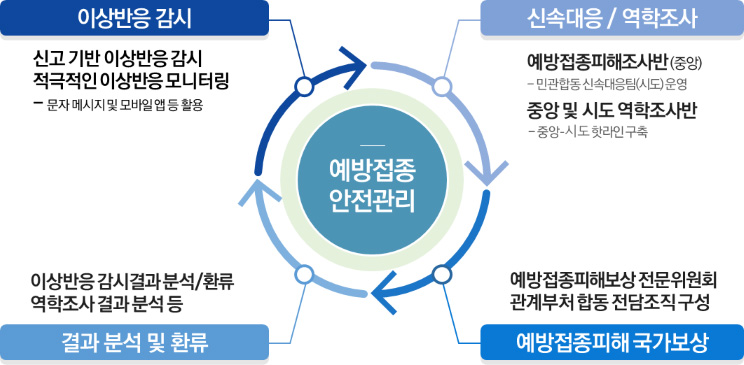 이상반응 감시
신고 기반 이상반응 감시
적극적인 이상반응 모니터링
– 문자 메시지 및 모바일 앱 등 활용
신속대응 / 역학조사
예방접종피해조사반 (중앙)
– 민관합동 신속대응팀(시도) 운영
중앙 및 시도 역학조사반
– 중앙-시도 핫라인 구축
예방접종
안전관리
이상반응 감시결과 분석/환류
역학조사 결과 분석 등
결과 분석 및 환류
예방접종피해보상 전문위원회
관계부처 합동 전담조직 구성
예방접종피해 국가보상